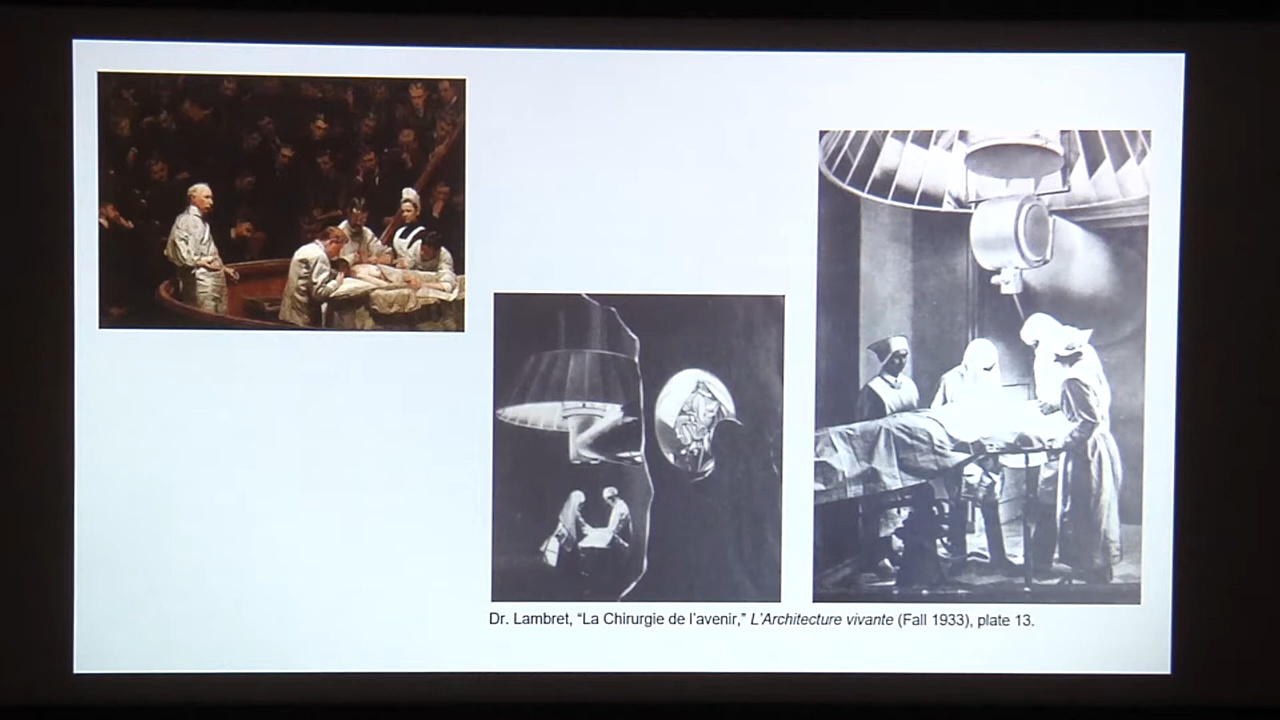 Dr. Lambret, “La Chirurgie de l’avenir,” L’Architecture vivante (Fall 1933), plate 13.